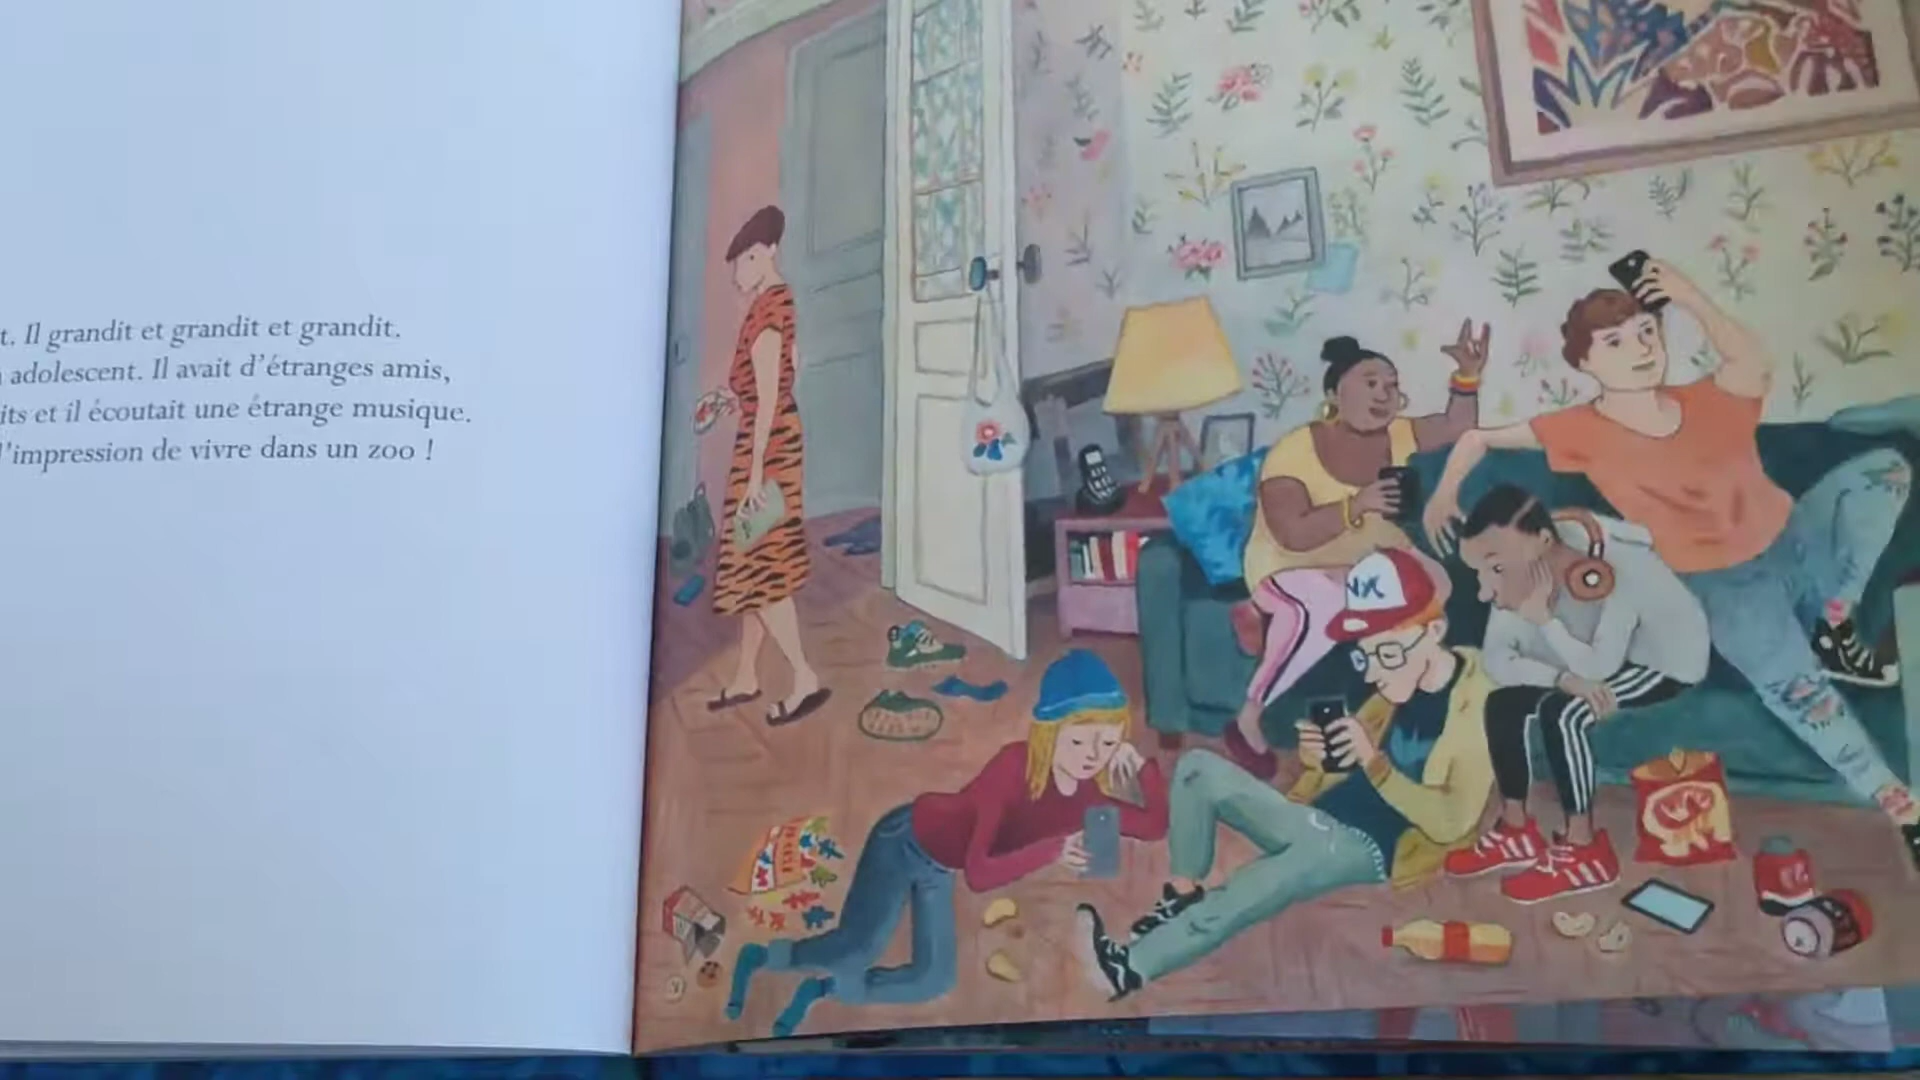 t. Il grandit et grandit et grandit.
adolescent. Il avait d'étranges amis,
its et il écoutait une étrange musique.
l'impression de vivre dans un zoo !